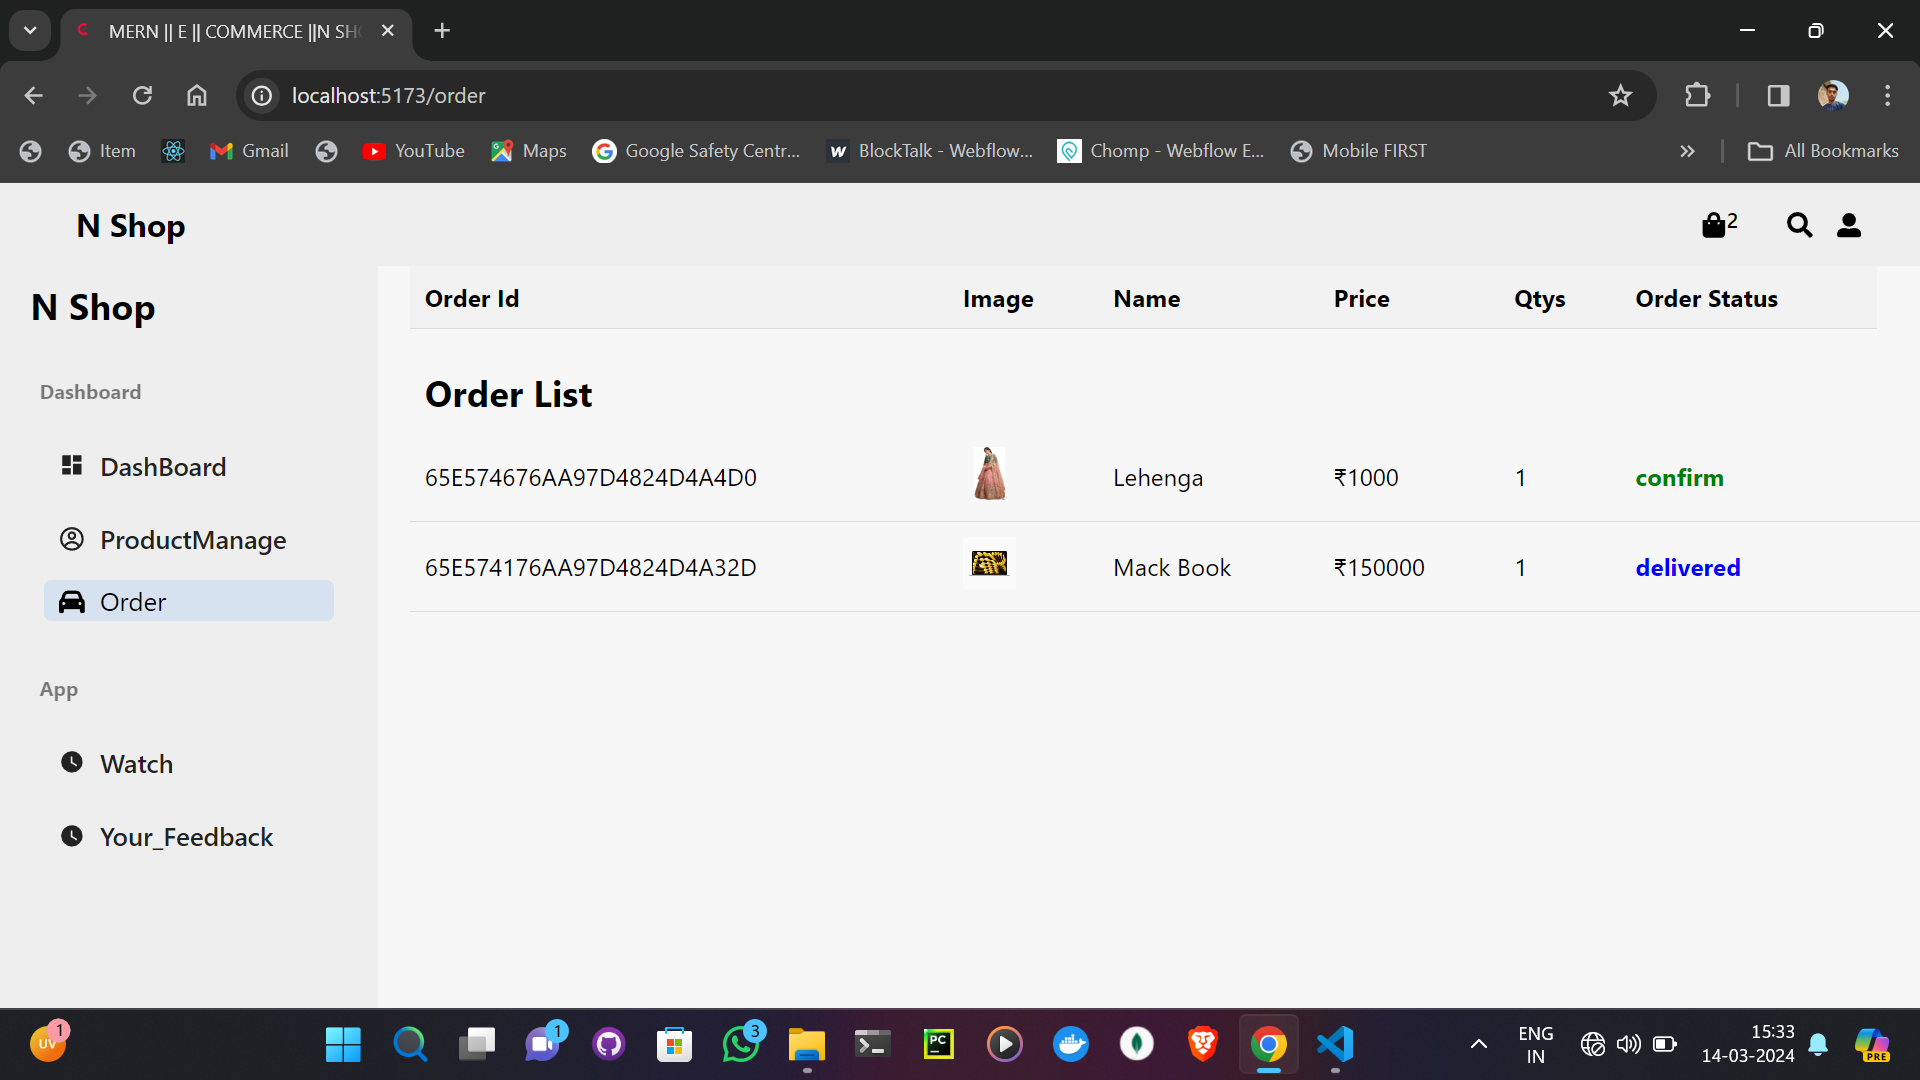 MERN || E || COMMERCE ||N SH
localhost:5173/order
Item Gmail YouTube Maps Google Safety Centr... BlockTalk - Webflow... Chomp - Webflow E... Mobile FIRST All Bookmarks
N Shop 2
N Shop
Dashboard
DashBoard
ProductManage
Order
App
Watch
Your_Feedback
Order Id Image Name Price Qtys Order Status
Order List
65E574676AA97D4824D4A4D0 Lehenga ₹1000 1 confirm
65E574176AA97D4824D4A32D Mack Book ₹150000 1 delivered
UV 1 1 3 PC ENG 15:33
IN 14-03-2024 PRE